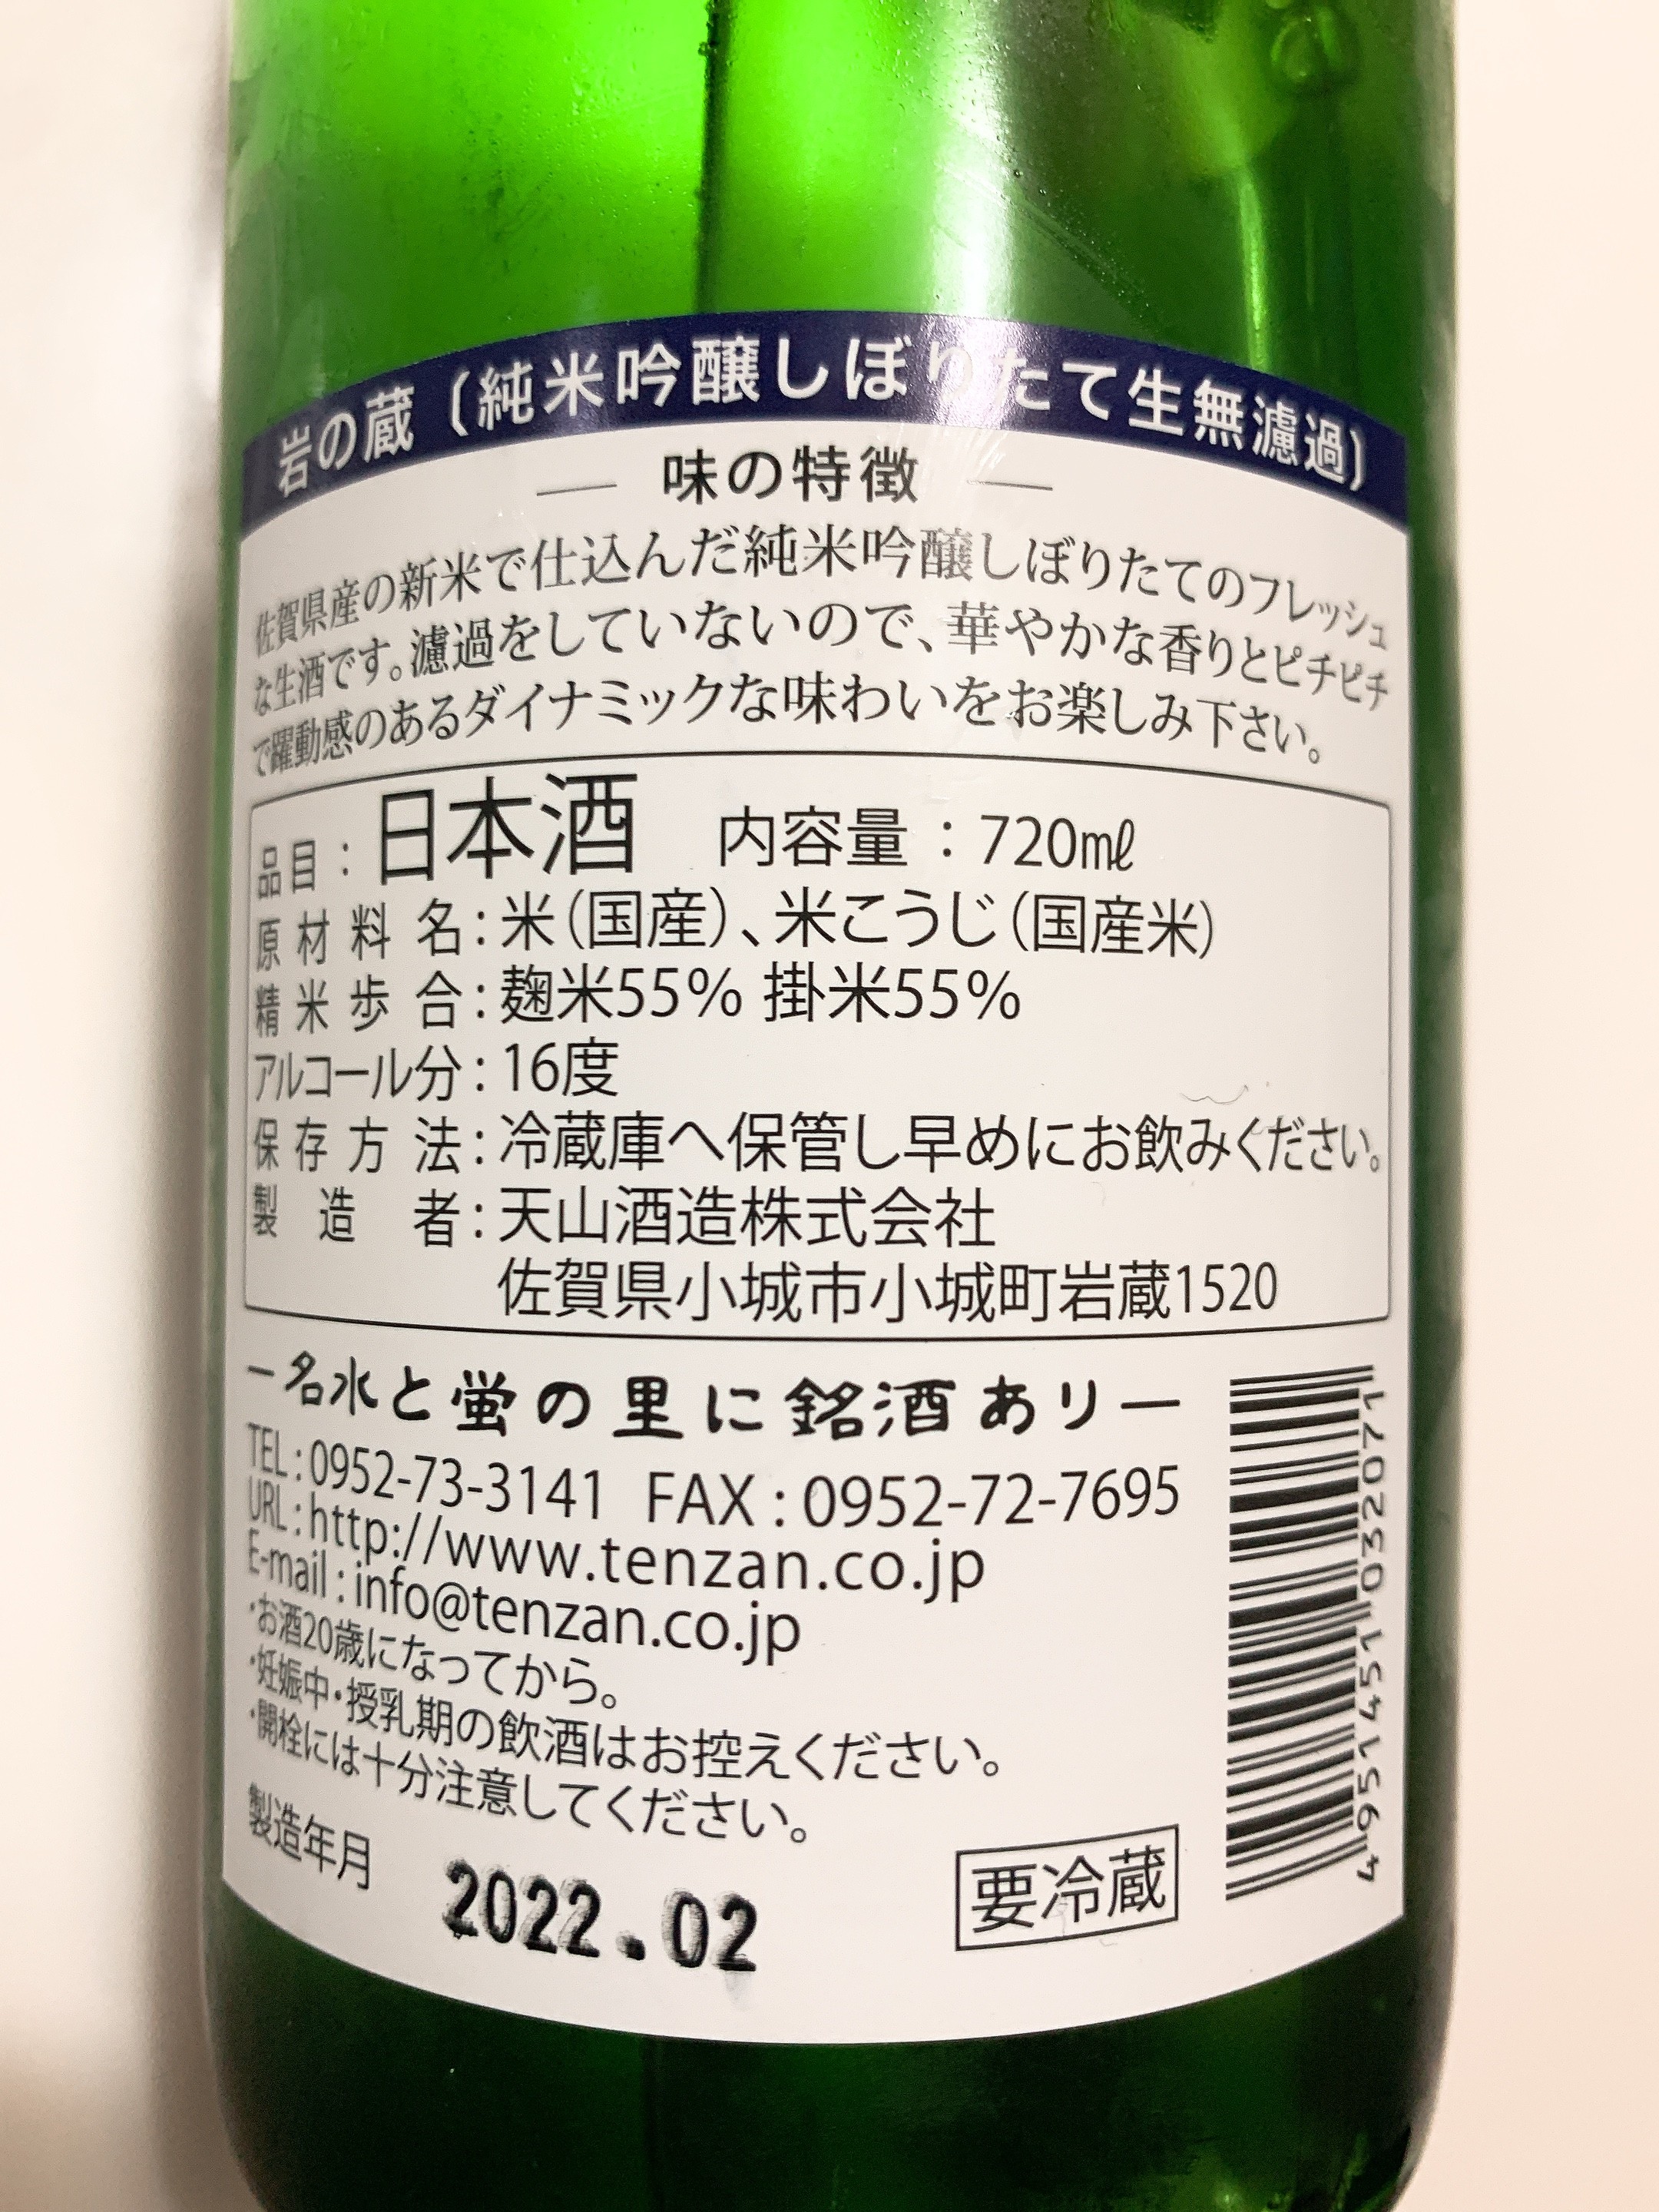 岩の蔵〔純米吟醸しぼりたて生無濾過〕
味の特徴
佐賀県産の新米で仕込んだ純米吟醸しぼりたてのフレッシュ
な生酒です。濾過をしていないので、華やかな香りとピチピチ
で躍動感のあるダイナミックな味わいをお楽しみ下さい。
品目：日本酒 内容量：720mℓ
原材料名：米（国産）、米こうじ（国産米）
精米歩合：麹米55% 掛米55%
アルコール分：16度
保存方法：冷蔵庫へ保管し早めにお飲みください。
製造者：天山酒造株式会社
佐賀県小城市小城町岩蔵1520
ー名水と蛍の里に銘酒ありー
TEL：0952-73-3141 FAX：0952-72-7695
URL：http://www.tenzan.co.jp
E-mail：info@tenzan.co.jp
・お酒20歳になってから。
・妊娠中・授乳期の飲酒はお控えください。
・開栓には十分注意してください。
製造年月 2022.02
要冷蔵
4 951451 032071